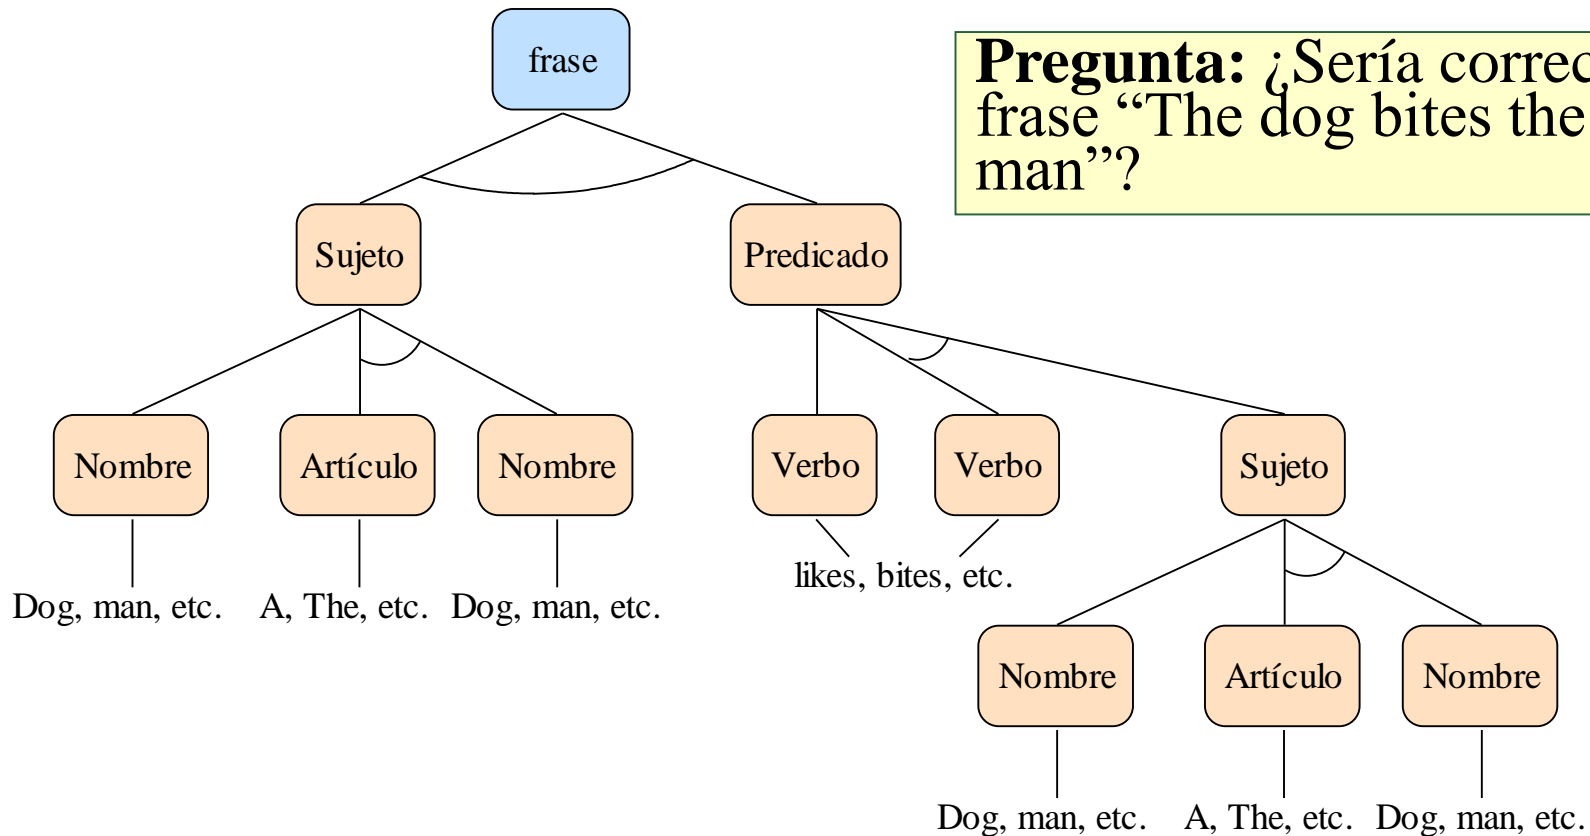 frase
Pregunta: ¿Sería correc
frase “The dog bites the
man”?
Sujeto
Predicado
Nombre
Artículo
Nombre
Verbo
Verbo
Sujeto
likes, bites, etc.
Dog, man, etc.
A, The, etc.
Dog, man, etc.
Nombre
Artículo
Nombre
Dog, man, etc.
A, The, etc.
Dog, man, etc.